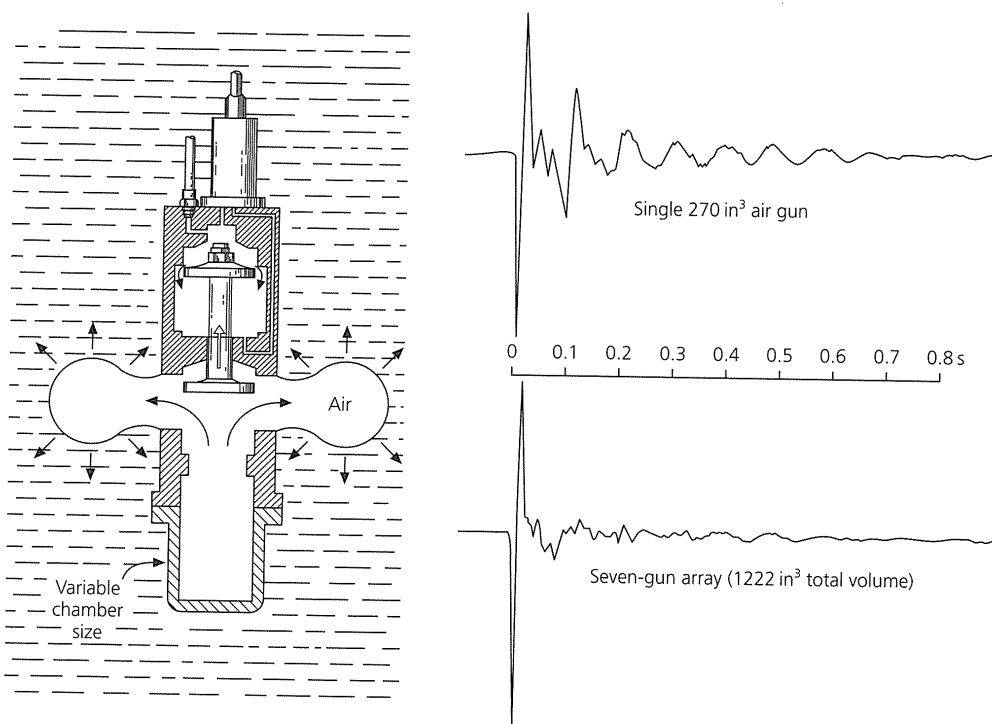 Air
Variable
chamber
size
Single 270 in³ air gun
0 0.1 0.2 0.3 0.4 0.5 0.6 0.7 0.8 s
Seven-gun array (1222 in³ total volume)